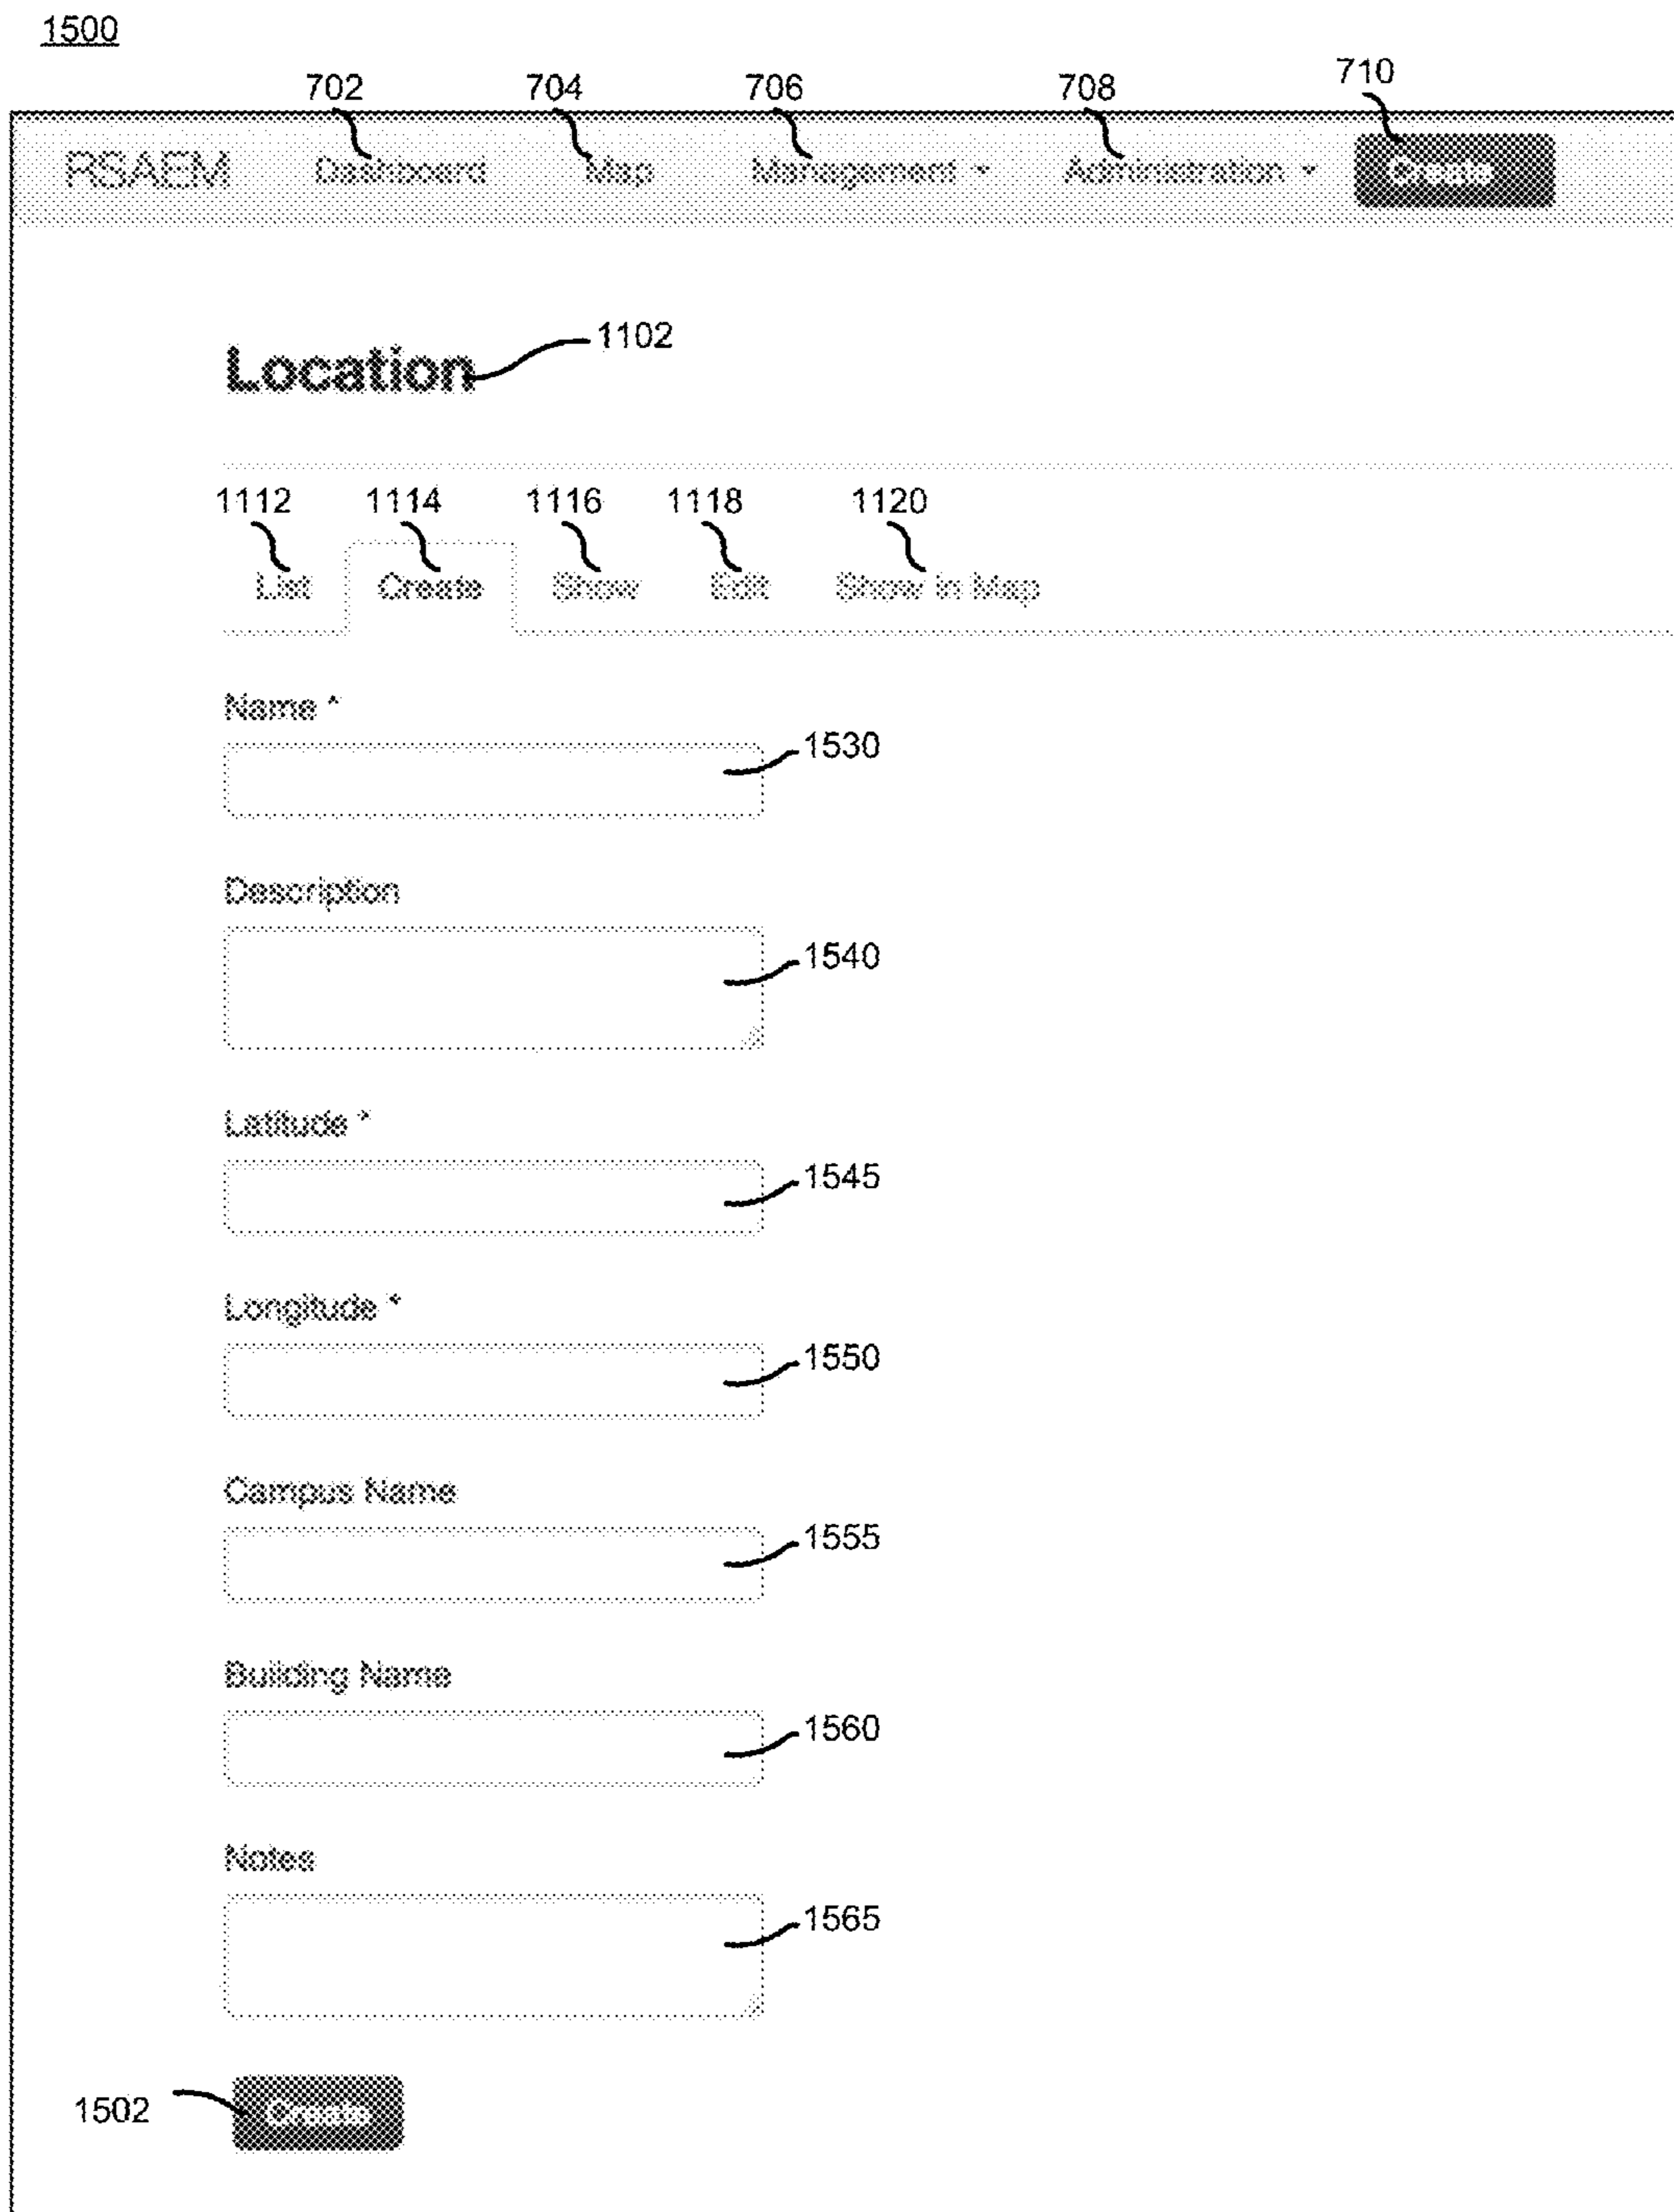 1500
702 704 706 708 710
RSAEM Dashboard Map Management Administration Create
Location 1102
1112 1114 1116 1118 1120
List Create Show Edit Show in Map
Name *
1530
Description
1540
Latitude *
1545
Longitude *
1550
Campus Name
1555
Building Name
1560
Notes
1565
1502 Create